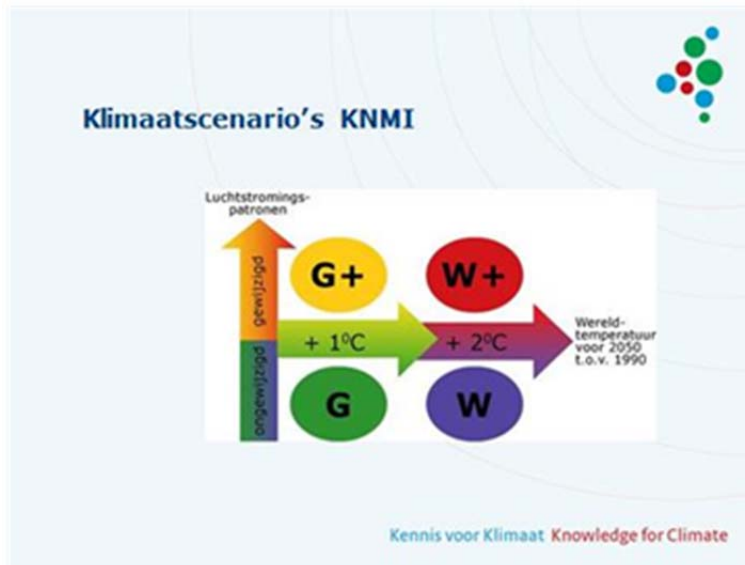 Klimaatscenario's KNMI
Luchtstromings-
patronen
gewijzigd
ongewijzigd
G+
W+
+ 1⁰C
+ 2⁰C
G
W
Wereld-
temperatuur
voor 2050
t.o.v. 1990
Kennis voor Klimaat Knowledge for Climate